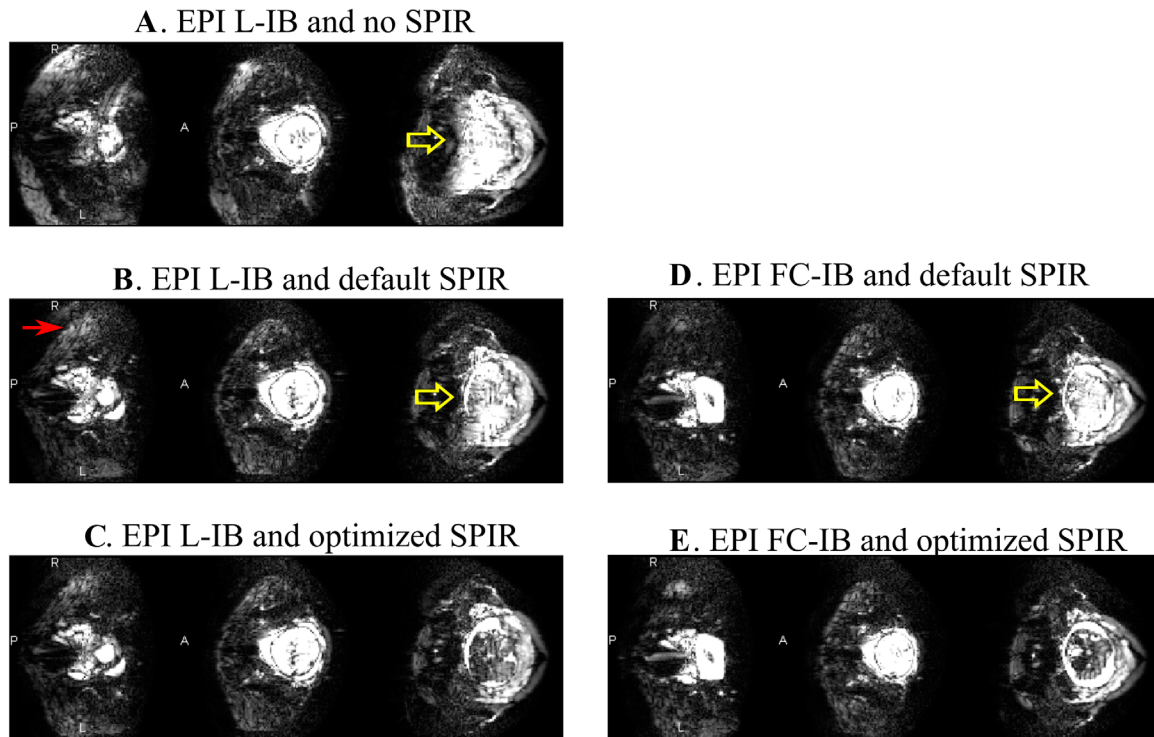 A. EPI L-IB and no SPIR
R
P
A
L
B. EPI L-IB and default SPIR
R
P
A
L
D. EPI FC-IB and default SPIR
R
P
A
L
C. EPI L-IB and optimized SPIR
R
P
A
L
E. EPI FC-IB and optimized SPIR
R
P
A
L